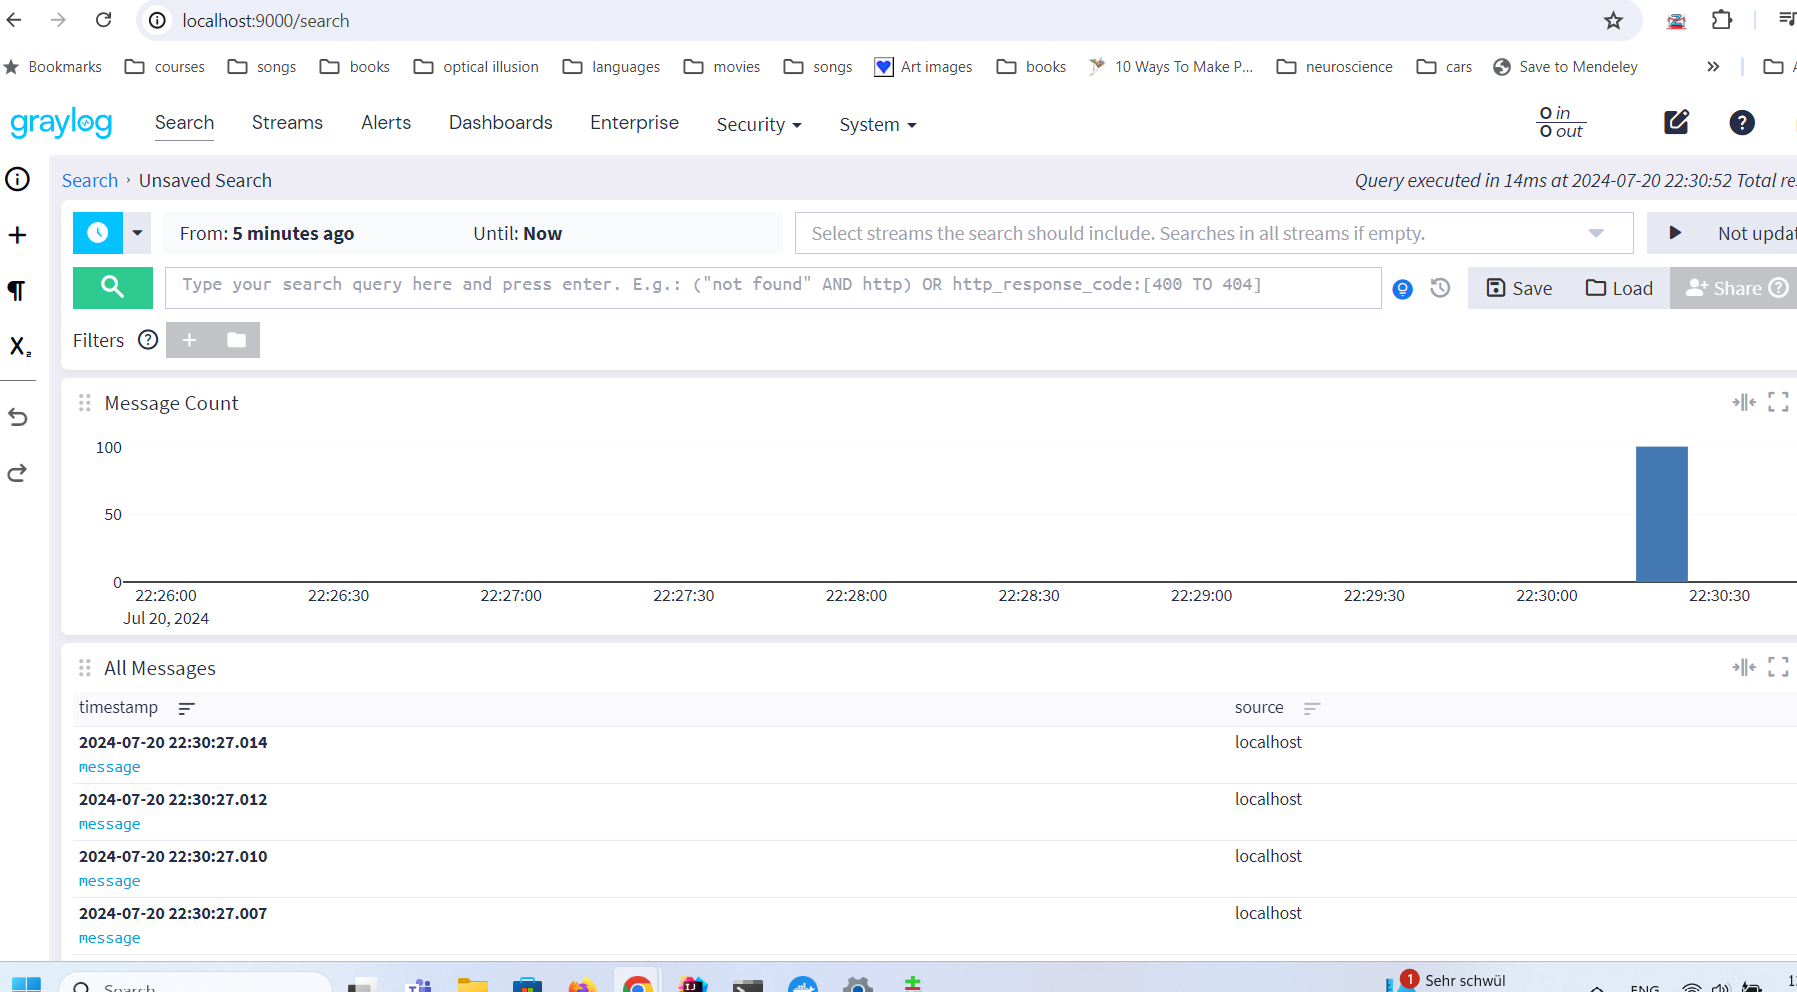 localhost:9000/search
Bookmarks courses songs books optical illusion languages movies songs Art images books 10 Ways To Make P... neuroscience cars Save to Mendeley
graylog Search Streams Alerts Dashboards Enterprise Security System 0 in
0 out
Search › Unsaved Search Query executed in 14ms at 2024-07-20 22:30:52 Total re
From: 5 minutes ago Until: Now Select streams the search should include. Searches in all streams if empty. Not updat
Type your search query here and press enter. E.g.: ("not found" AND http) OR http_response_code:[400 TO 404] Save Load Share
Filters
Message Count
100
50
0
22:26:00 22:26:30 22:27:00 22:27:30 22:28:00 22:28:30 22:29:00 22:29:30 22:30:00 22:30:30
Jul 20, 2024
All Messages
timestamp source
2024-07-20 22:30:27.014 localhost
message
2024-07-20 22:30:27.012 localhost
message
2024-07-20 22:30:27.010 localhost
message
2024-07-20 22:30:27.007 localhost
message
Search 1 Sehr schwül
ENG